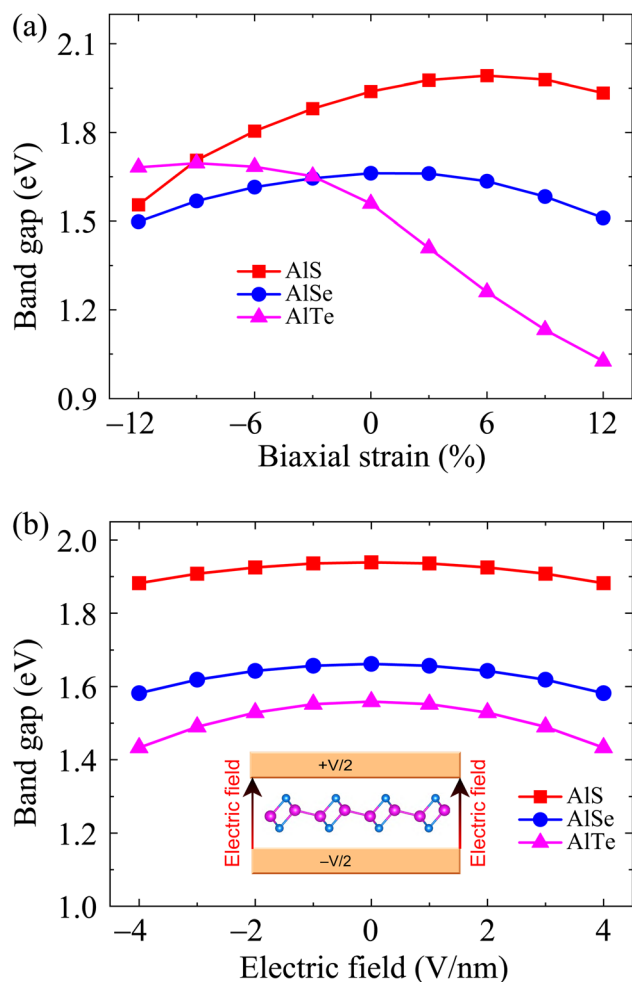 (a)
2.1
1.8
1.5
1.2
0.9
Band gap (eV)
AlS
AlSe
AlTe
−12 −6 0 6 12
Biaxial strain (%)
(b)
2.0
1.8
1.6
1.4
1.2
1.0
Band gap (eV)
+V/2
Electric field
Electric field
−V/2
AlS
AlSe
AlTe
−4 −2 0 2 4
Electric field (V/nm)